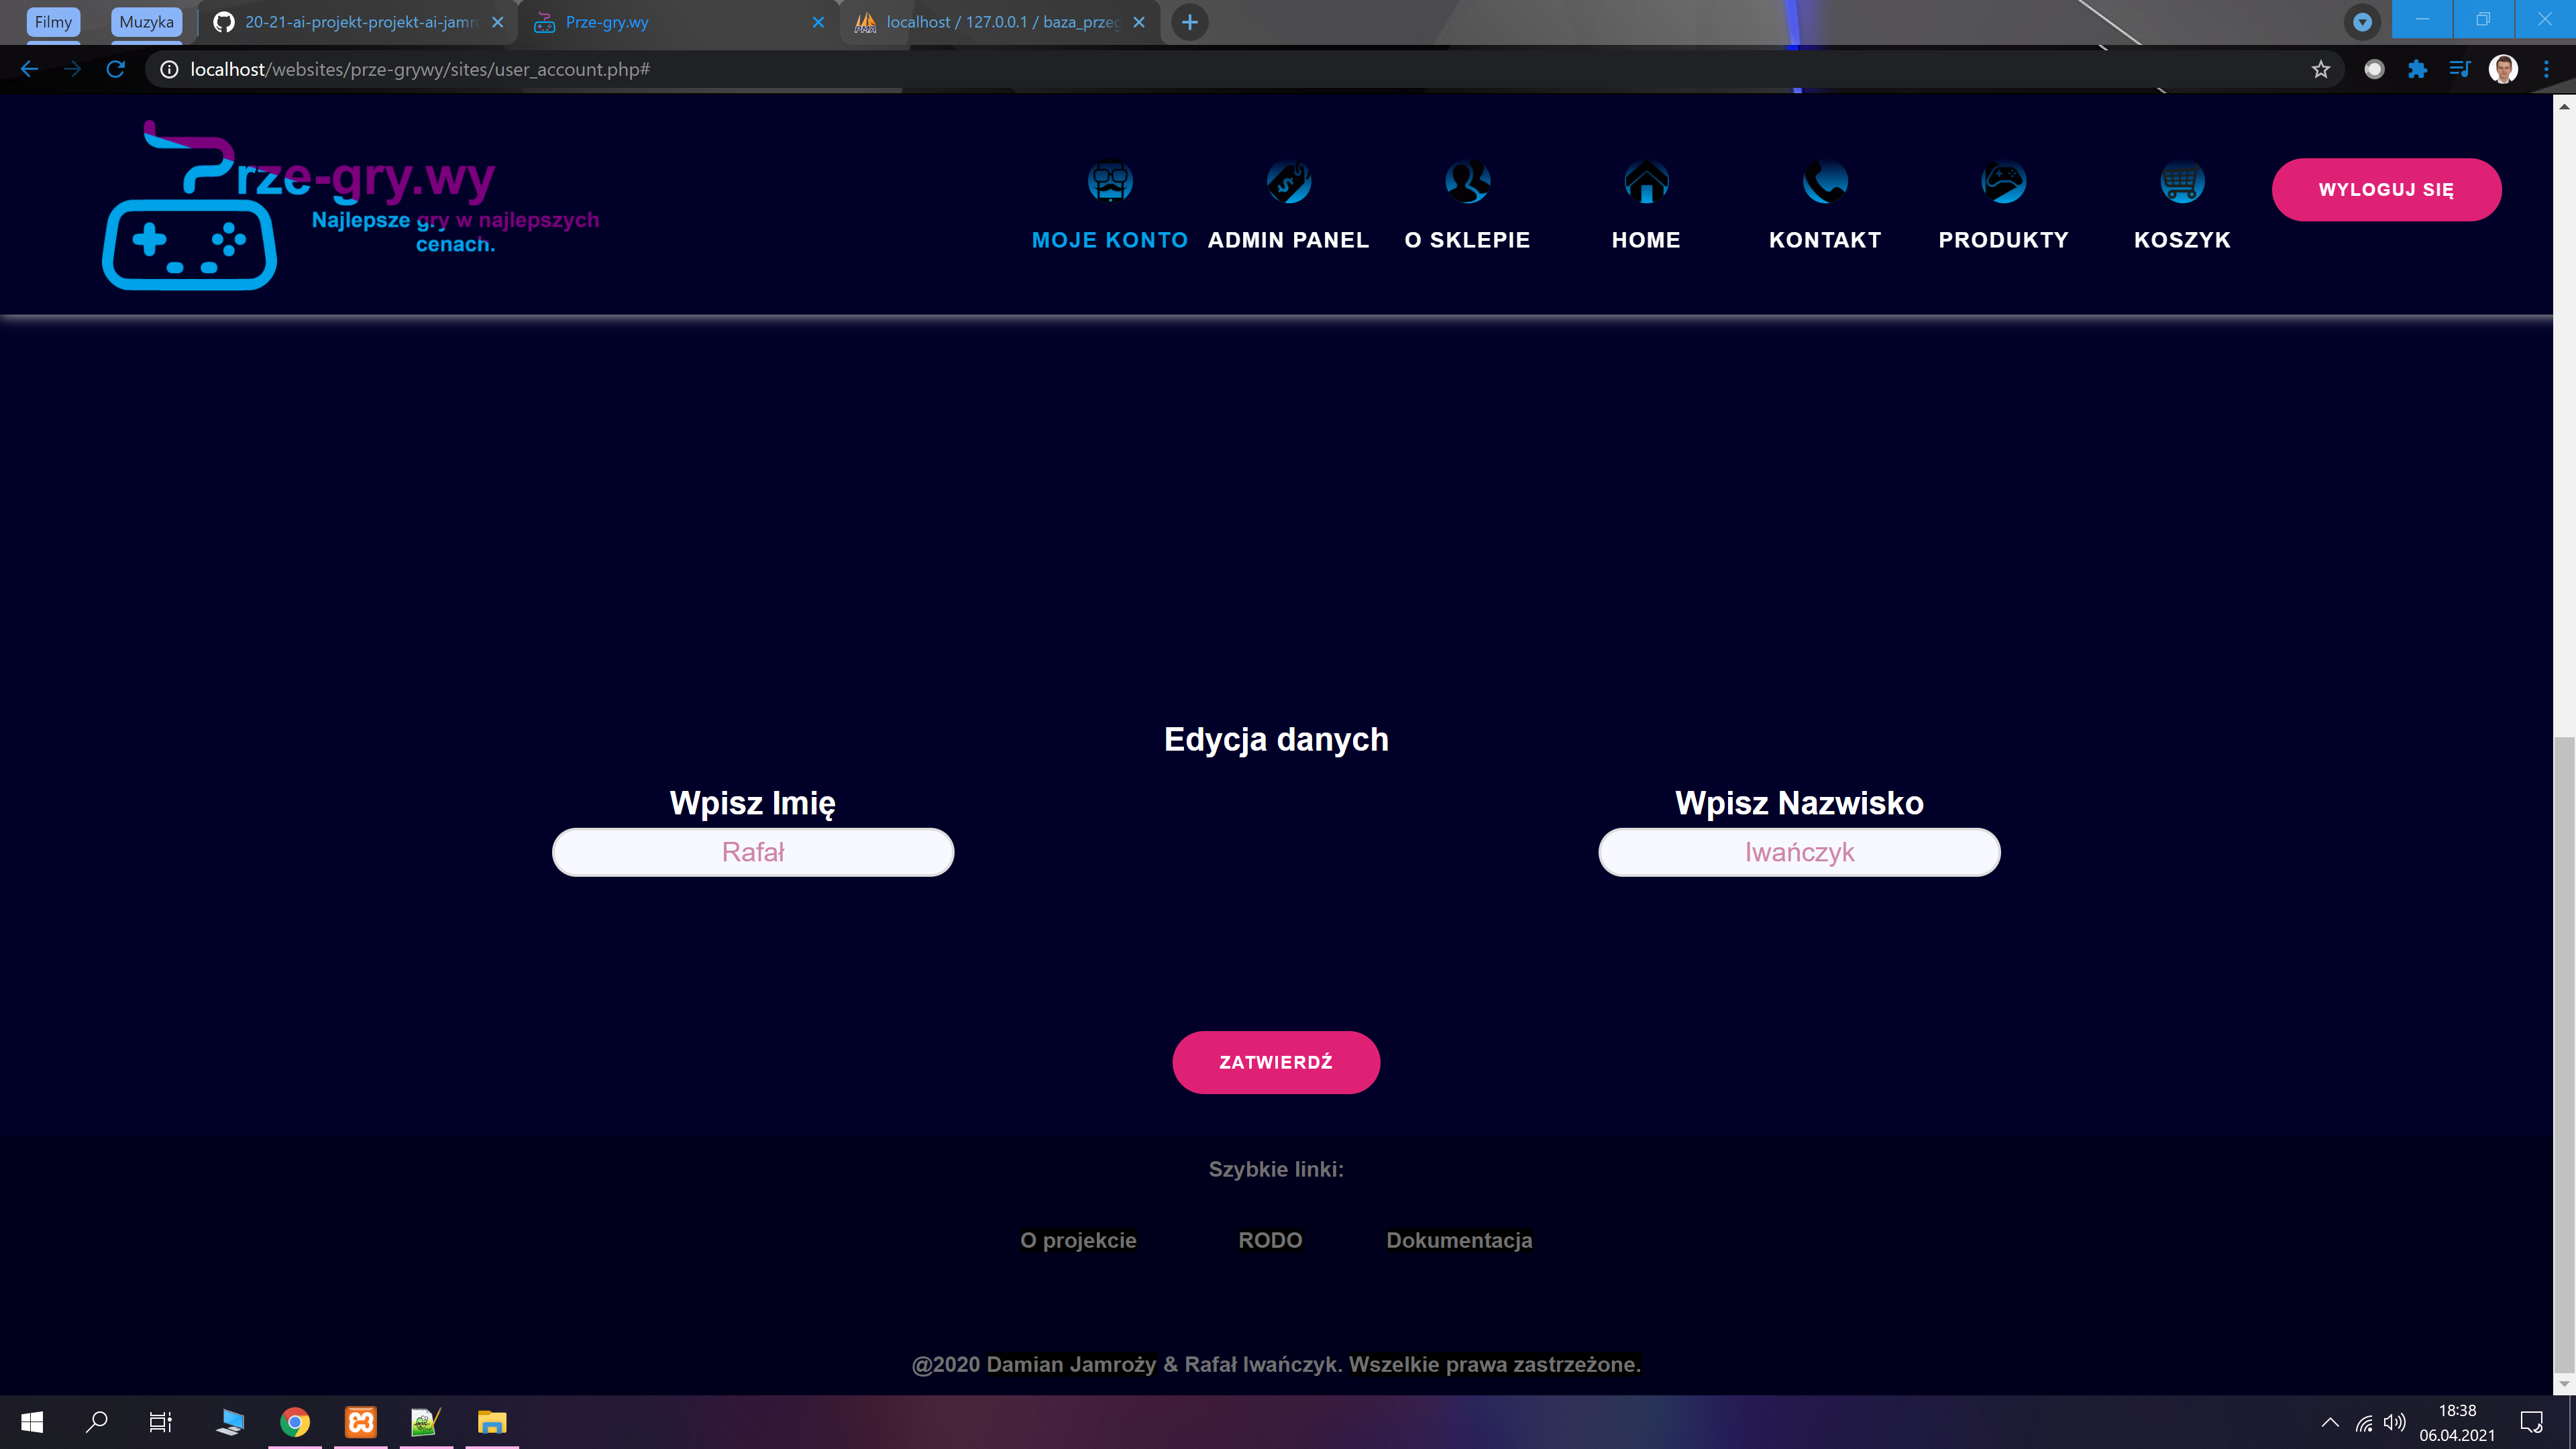 Filmy
Muzyka
20-21-ai-projekt-projekt-ai-jamro
Prze-gry.wy
localhost / 127.0.0.1 / baza_przeg
localhost/websites/prze-grywy/sites/user_account.php#
Prze-gry.wy
Najlepsze gry w najlepszych
cenach.
MOJE KONTO
ADMIN PANEL
O SKLEPIE
HOME
KONTAKT
PRODUKTY
KOSZYK
WYLOGUJ SIĘ
Edycja danych
Wpisz Imię
Wpisz Nazwisko
Rafał
Iwańczyk
ZATWIERDŹ
Szybkie linki:
O projekcie
RODO
Dokumentacja
@2020 Damian Jamroży & Rafał Iwańczyk. Wszelkie prawa zastrzeżone.
18:38
06.04.2021